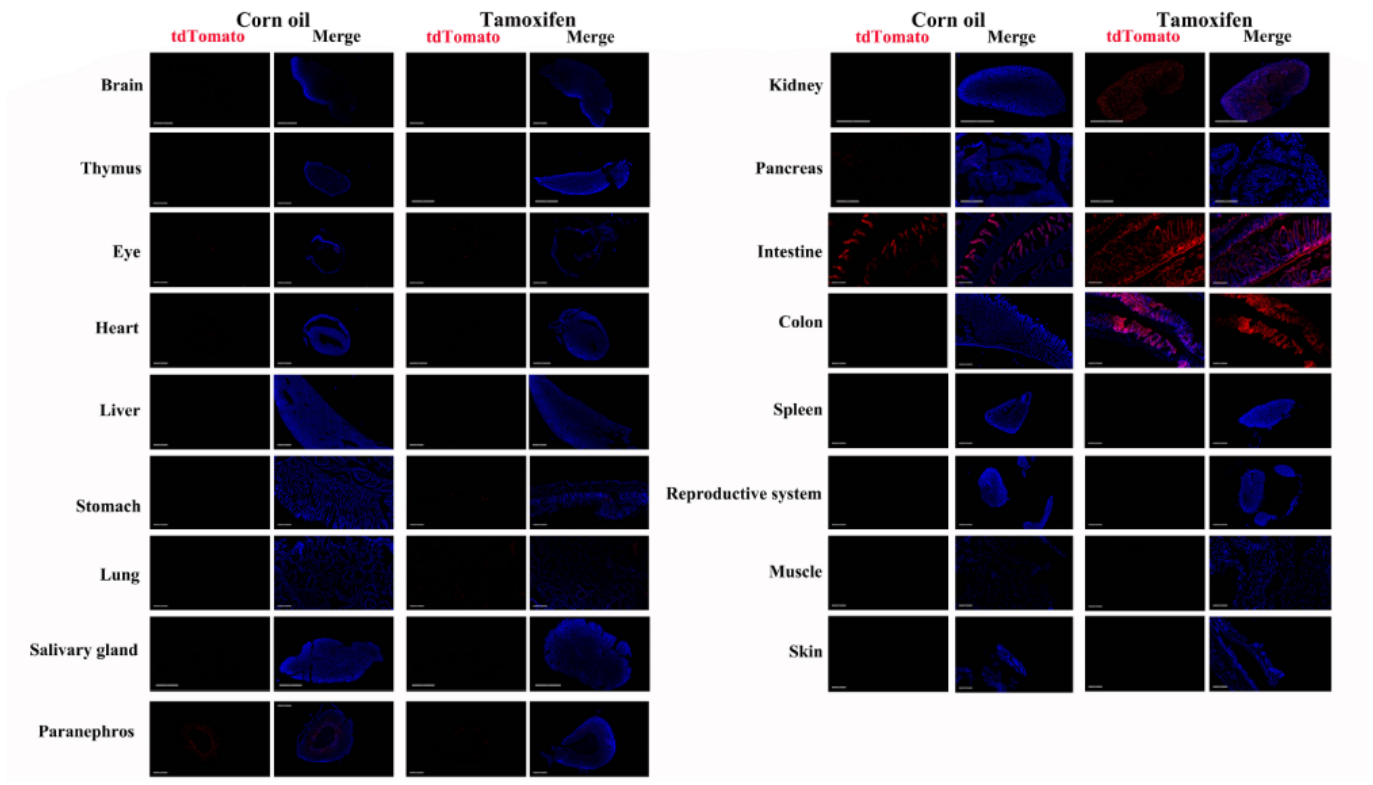 Corn oil Tamoxifen
tdTomato Merge tdTomato Merge
Brain
Thymus
Eye
Heart
Liver
Stomach
Lung
Salivary gland
Paranephros
Corn oil Tamoxifen
tdTomato Merge tdTomato Merge
Kidney
Pancreas
Intestine
Colon
Spleen
Reproductive system
Muscle
Skin